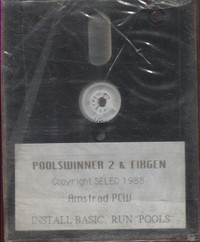 POOLSWINNER 2 & FIXGEN
Copyright SELEC 1988
Amstrad PCW
INSTALL BASIC, RUN "POOLS"